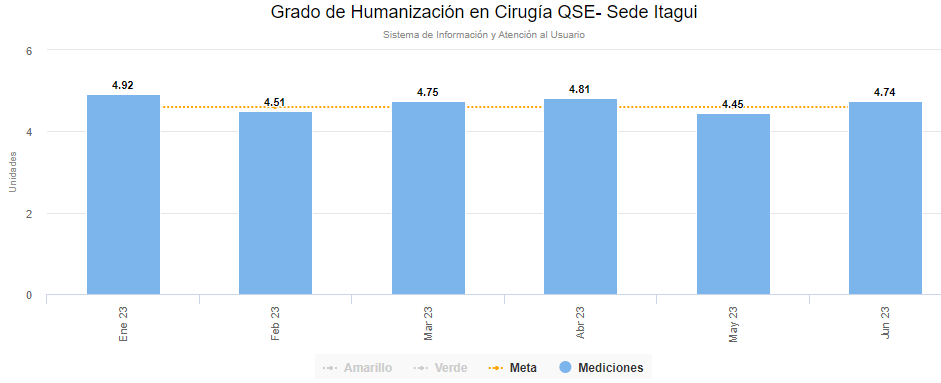 Grado de Humanización en Cirugía QSE- Sede Itagui
Sistema de Información y Atención al Usuario
Unidades
6
4
2
0
4.92
4.51
4.75
4.81
4.45
4.74
Ene 23
Feb 23
Mar 23
Abr 23
May 23
Jun 23
Amarillo Verde Meta Mediciones